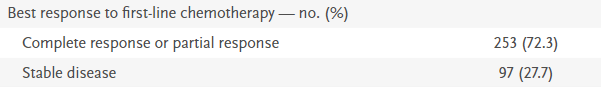 Best response to first-line chemotherapy — no. (%)
Complete response or partial response 253 (72.3)
Stable disease 97 (27.7)